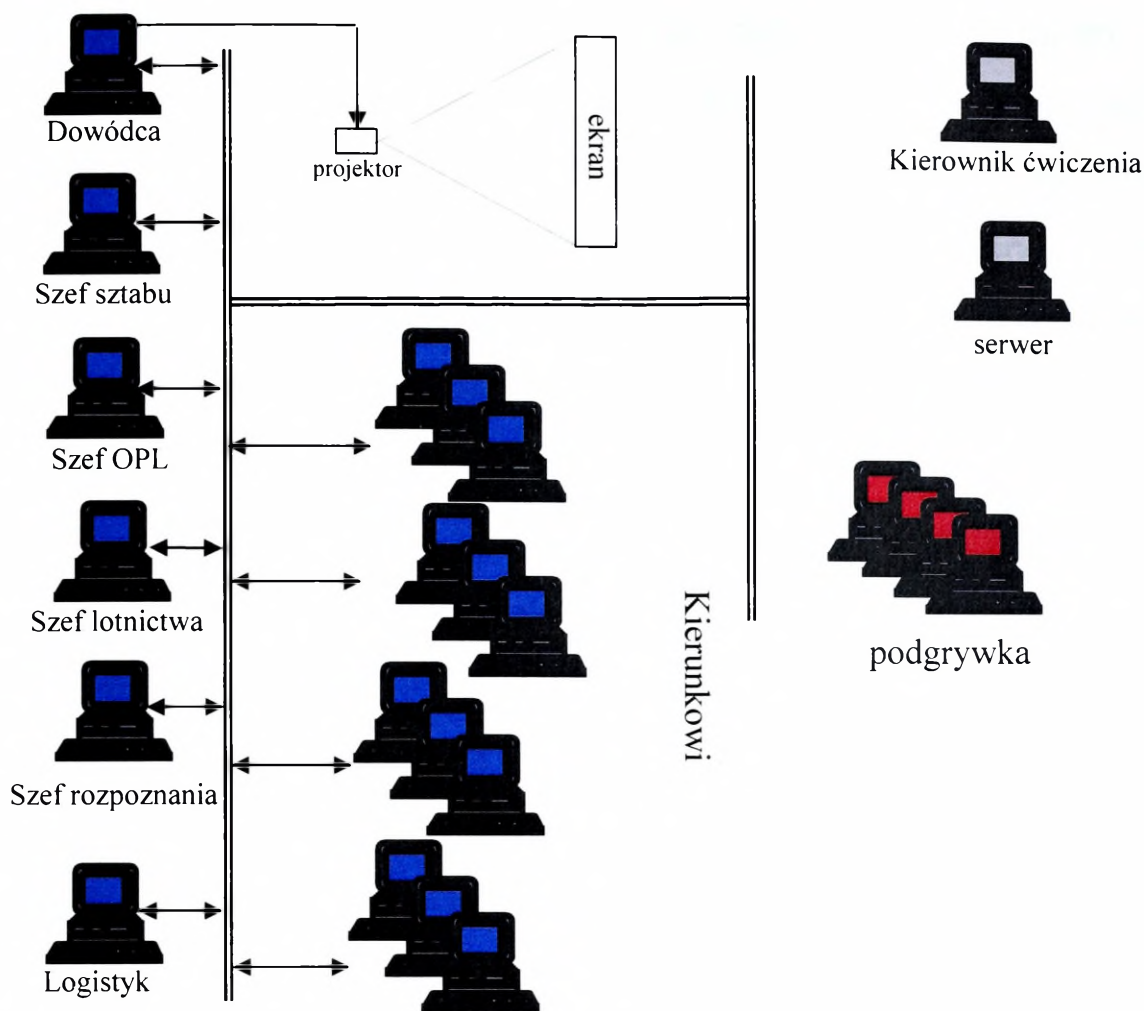 Dowódca
projektor
ekran
Kierownik ćwiczenia
Szef sztabu
serwer
Szef OPL
Szef lotnictwa
Kierunkowi
podgrywka
Szef rozpoznania
Logistyk